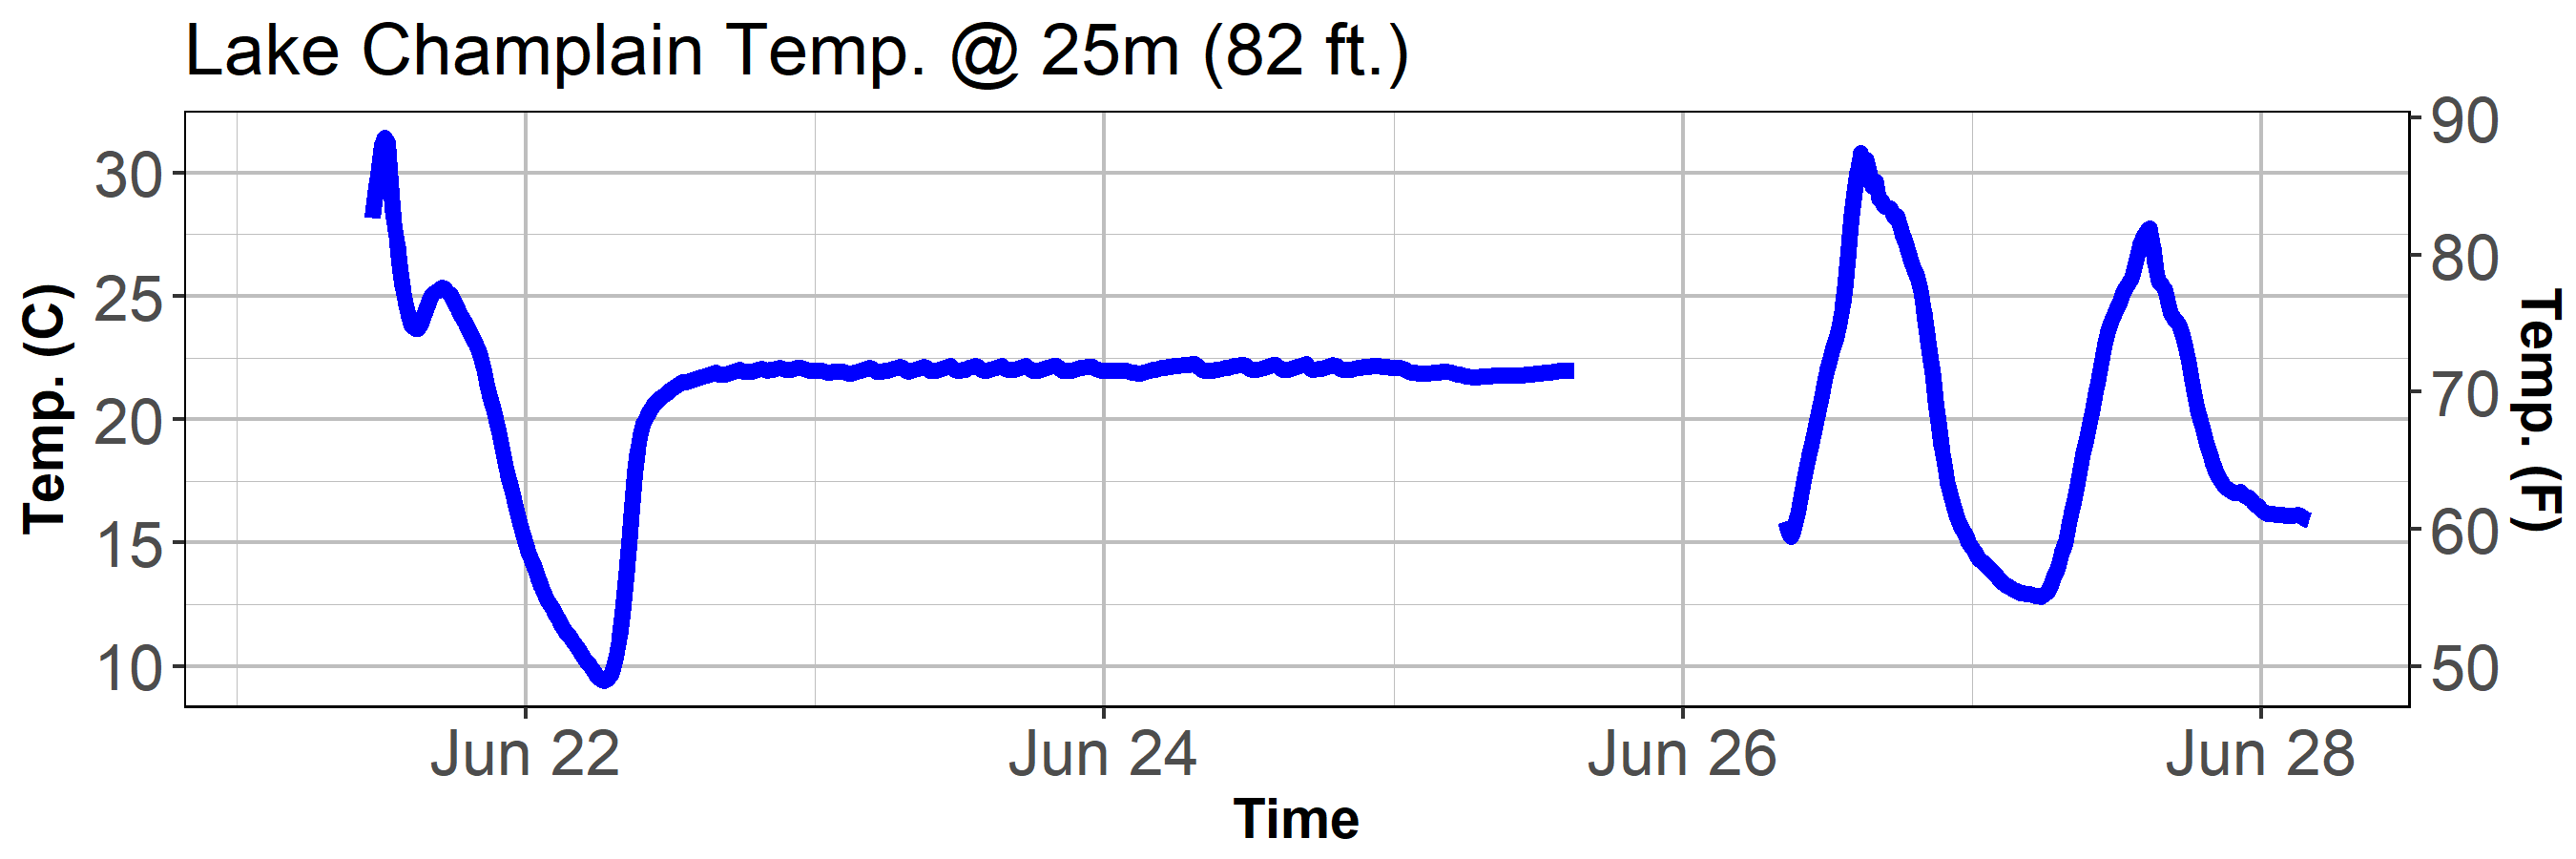 Lake Champlain Temp. @ 25m (82 ft.)
Temp. (C)
30
25
20
15
10
90
80
70
60
50
Temp. (F)
Jun 22
Jun 24
Jun 26
Jun 28
Time